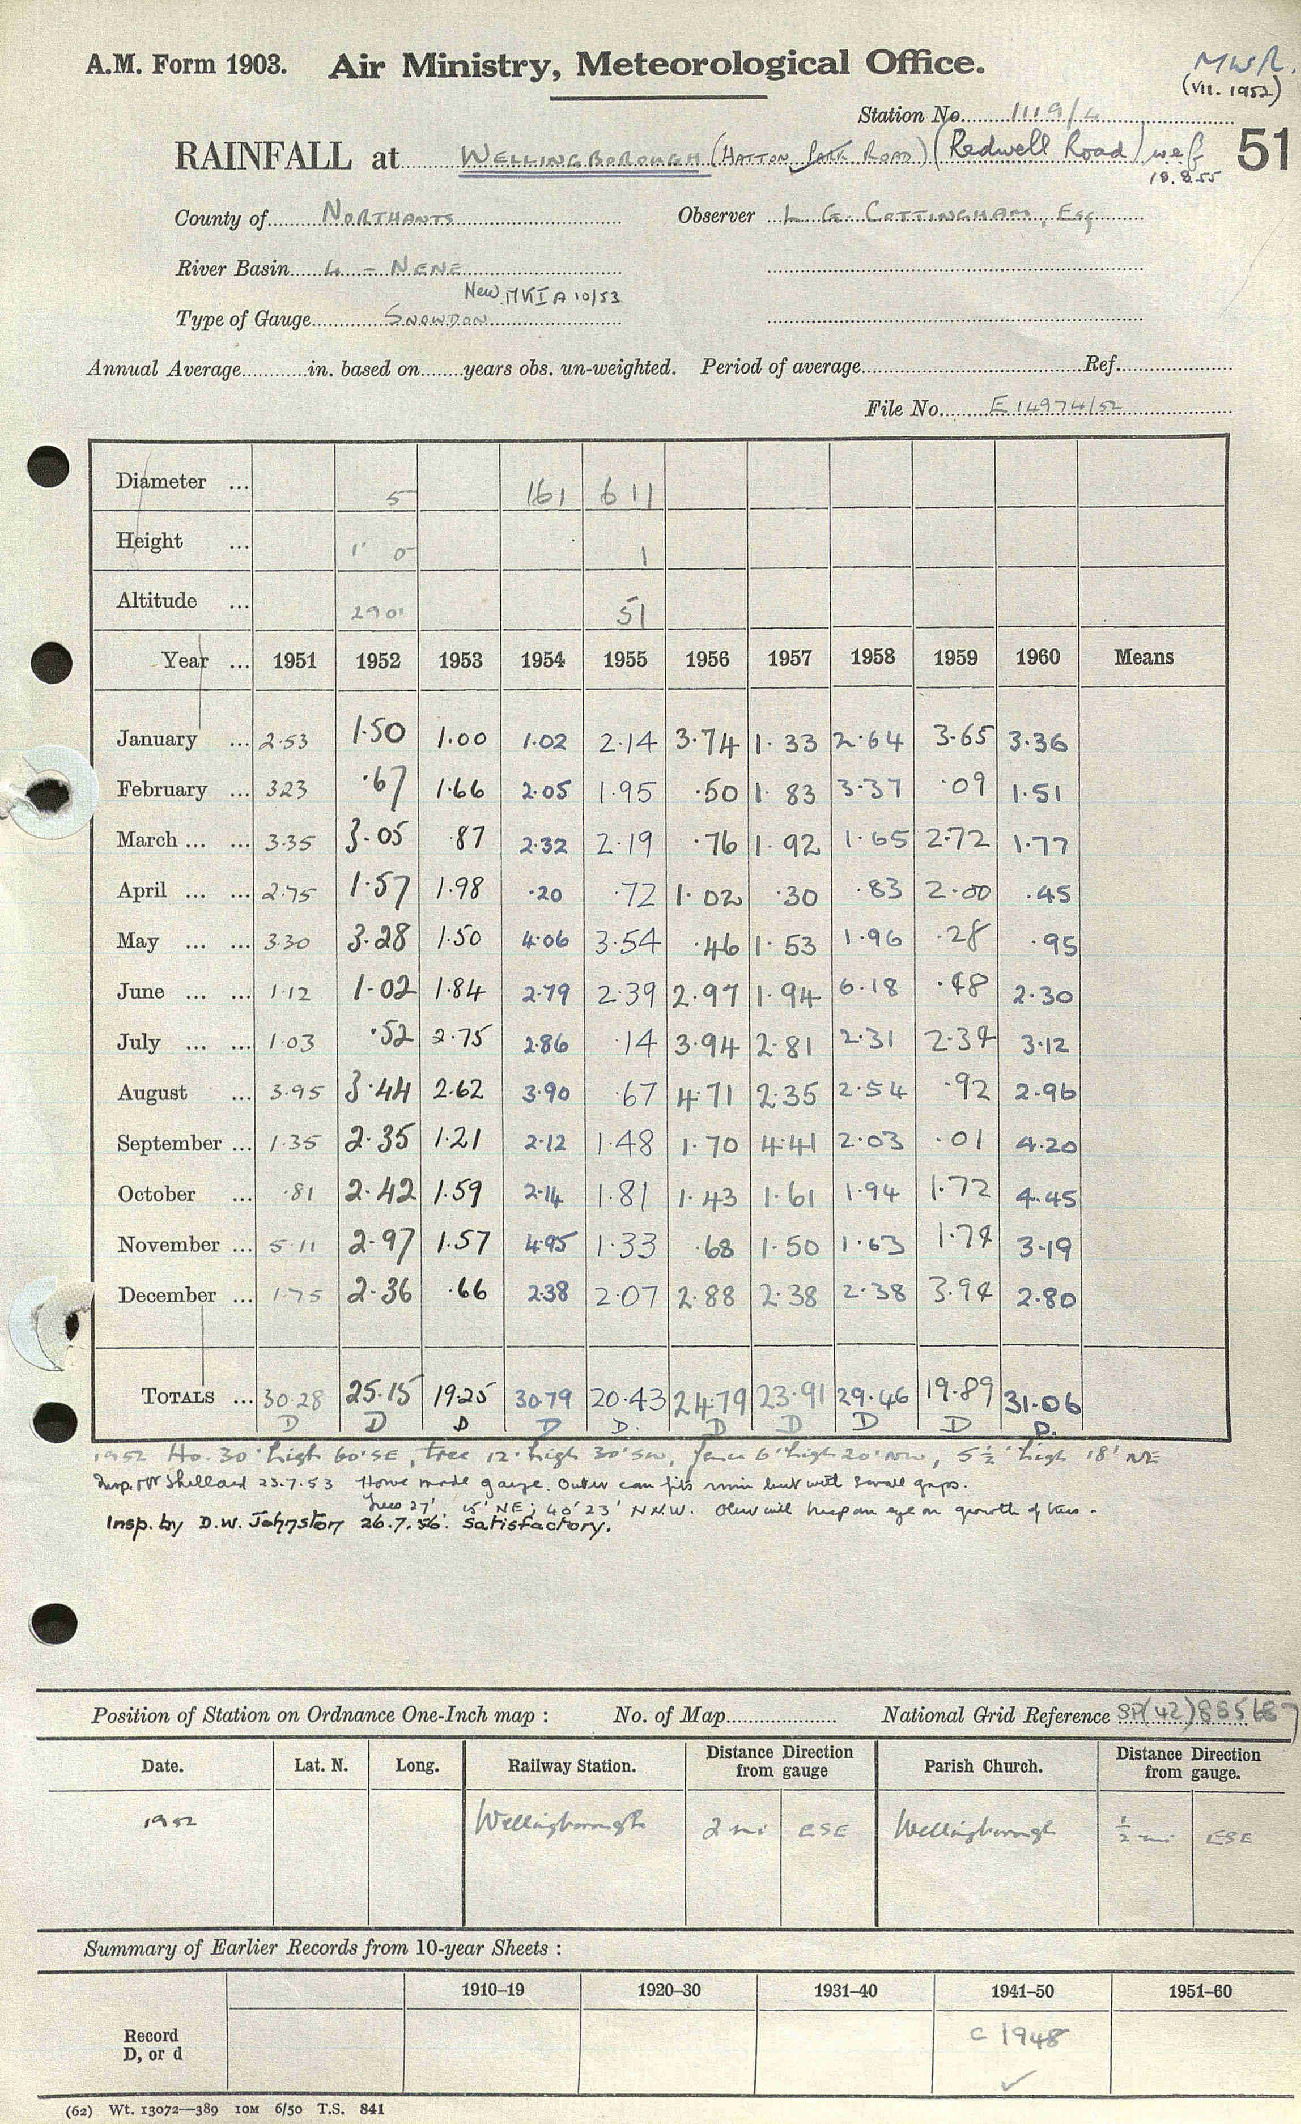 A.M. Form 1903. Air Ministry, Meteorological Office.
M.W.R.
(VII. 1952)
Station No. 1119/4
RAINFALL at WELLINGBOROUGH (HATTON PARK ROAD) (Redwell Road) wef 18.8.55
51
County of NORTHANTS Observer L. G. COTTINGHAM, Esq
River Basin 4 - NENE
New MKII A 10/53
Type of Gauge SNOWDON
Annual Average in. based on years obs. un-weighted. Period of average Ref.
File No. E 14974/52
Diameter ... 5 161 611
Height ... 1' 0 1
Altitude ... 290' 51
Year ... 1951 1952 1953 1954 1955 1956 1957 1958 1959 1960 Means
January ... 2.53 1.50 1.00 1.02 2.14 3.74 1.33 2.64 3.65 3.36
February ... 323 .67 1.66 2.05 1.95 .50 1.83 3.37 .09 1.51
March ... ... 3.35 3.05 .87 2.32 2.19 .76 1.92 1.65 2.72 1.77
April ... ... 2.75 1.57 1.98 .20 .72 1.02 .30 .83 2.00 .45
May ... ... 3.30 3.28 1.50 4.06 3.54 .46 1.53 1.96 .28 .95
June ... ... 1.12 1.02 1.84 2.79 2.39 2.97 1.94 6.18 .48 2.30
July ... ... 1.03 .52 2.75 2.86 .14 3.94 2.81 2.31 2.34 3.12
August ... 3.95 3.44 2.62 3.90 .67 4.71 2.35 2.54 .92 2.96
September ... 1.35 2.35 1.21 2.12 1.48 1.70 4.41 2.03 .01 4.20
October ... .81 2.42 1.59 2.14 1.81 1.43 1.61 1.94 1.72 4.45
November ... 5.11 2.97 1.57 4.95 1.33 .68 1.50 1.63 1.74 3.19
December ... 1.75 2.36 .66 2.38 2.07 2.88 2.38 2.38 3.94 2.80
TOTALS ... 30.28 25.15 19.25 30.79 20.43 24.79 23.91 29.46 19.89 31.06
D D D D D. D D D D D.
1952 Ho. 30' high 60' SE, tree 12' high 30' SW, fence 6' high 20' NW, 5½' high 18' NE
Insp. Shellard 23.7.53 Home made gauge. Outer can fits rim but with small gaps.
Trees 27' 15' NE; 40' 23' NNW. Obser will keep an eye on growth of trees.
Insp. by D.W. Johnston 26.7.56. Satisfactory.
Position of Station on Ordnance One-Inch map : No. of Map National Grid Reference SP(42)885687
Date. Lat. N. Long. Railway Station. Distance Direction from gauge Parish Church. Distance Direction from gauge.
1952 Wellingborough 2 mi ESE Wellingborough ½ mi ESE
Summary of Earlier Records from 10-year Sheets :
1910-19 1920-30 1931-40 1941-50 1951-60
Record D, or d C 1948 ✓
(62) Wt. 13072—389 10M 6/50 T.S. 841